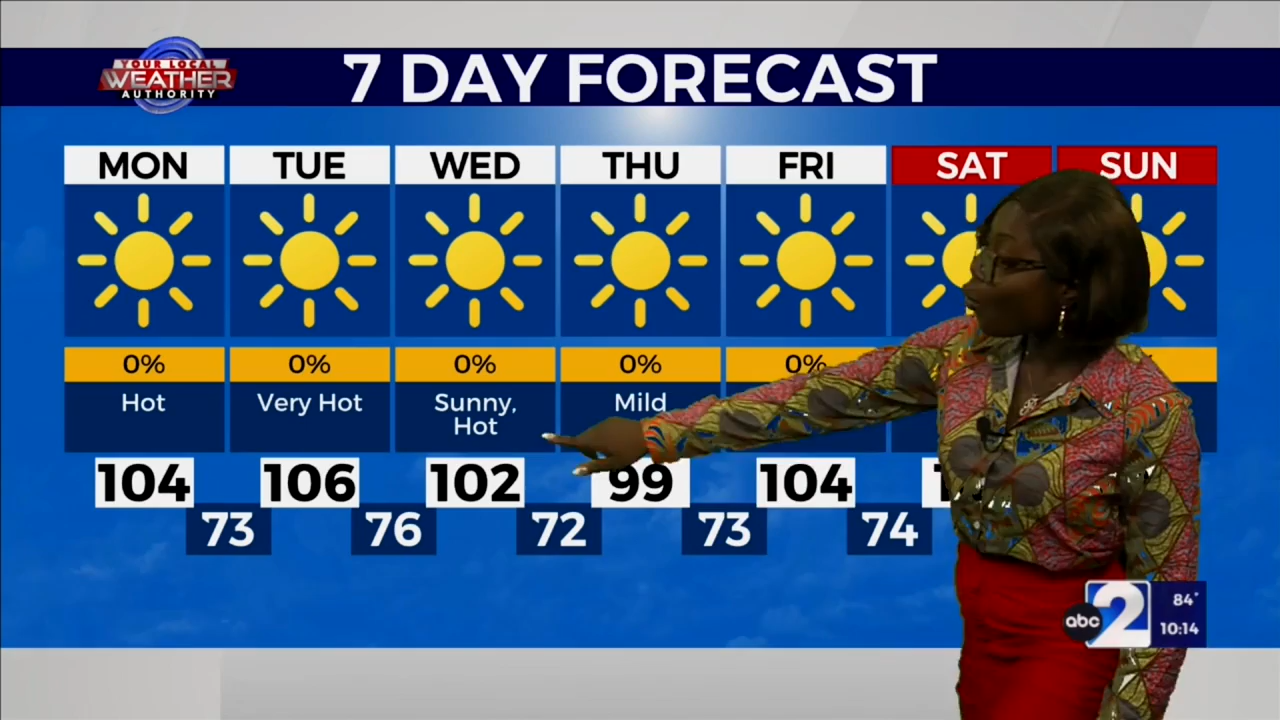 YOUR LOCAL
WEATHER
AUTHORITY
7 DAY FORECAST
MON TUE WED THU FRI SAT SUN
0% 0% 0% 0% 0%
Hot Very Hot Sunny, Mild
Hot
104 106 102 99 104
73 76 72 73 74
abc 2
84°
10:14